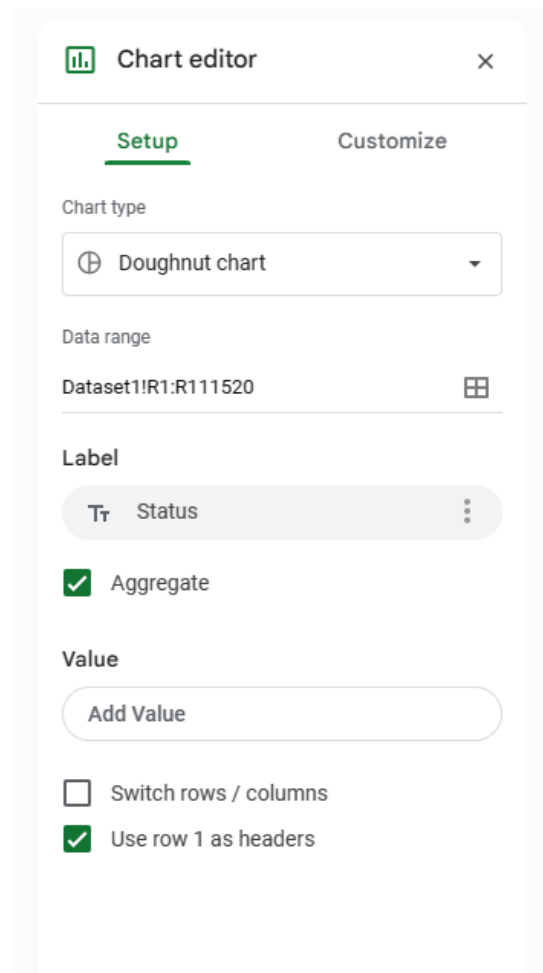 Chart editor
Setup Customize
Chart type
Doughnut chart
Data range
Dataset1!R1:R111520
Label
Status
Aggregate
Value
Add Value
Switch rows / columns
Use row 1 as headers